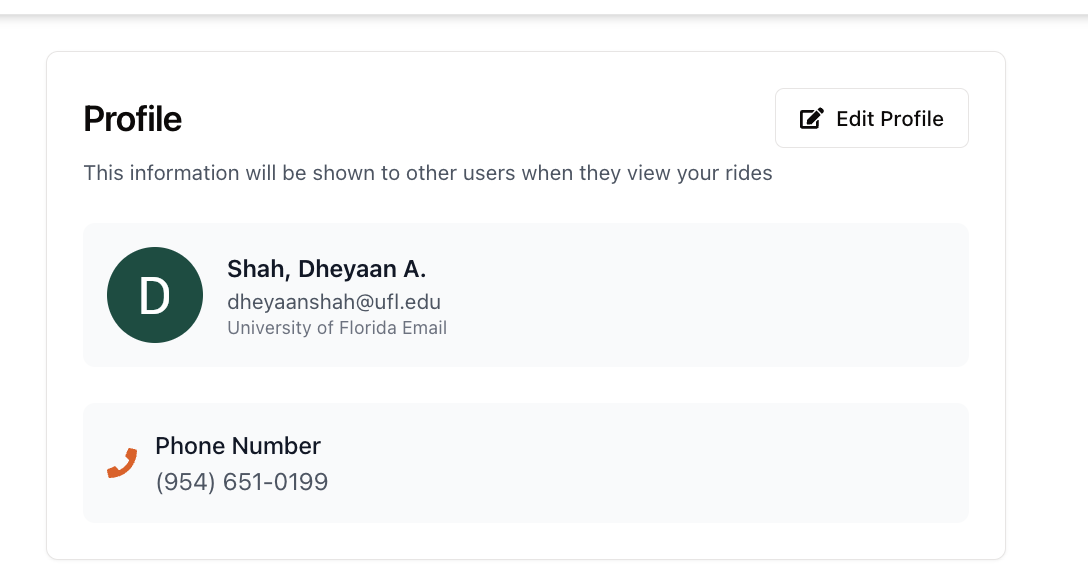 Profile
Edit Profile
This information will be shown to other users when they view your rides
D
Shah, Dheyaan A.
dheyaanshah@ufl.edu
University of Florida Email
Phone Number
(954) 651-0199